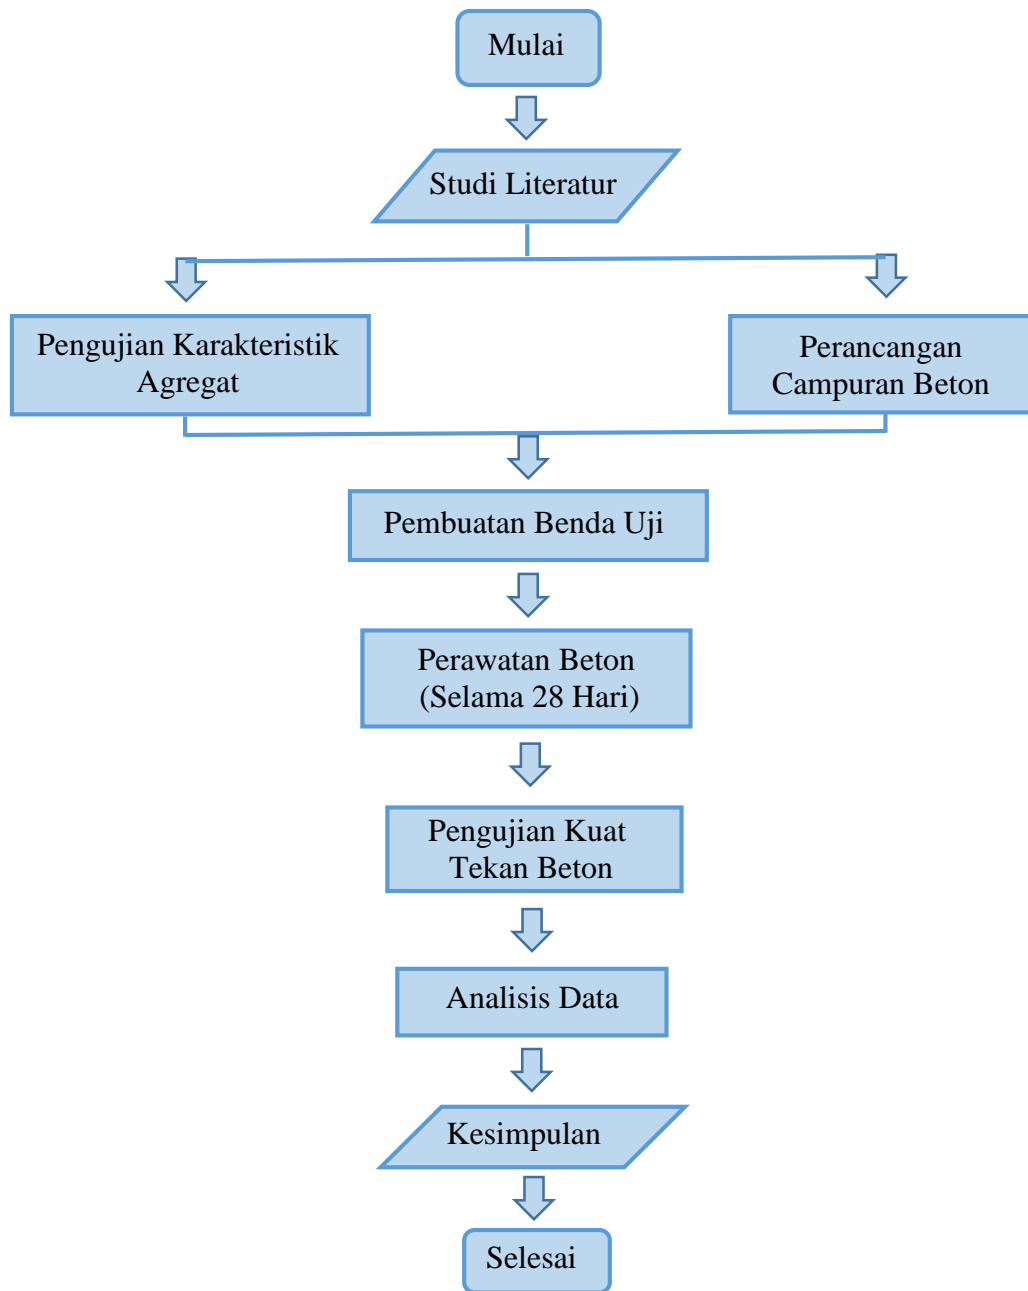 Mulai
Studi Literatur
Pengujian Karakteristik
Agregat
Perancangan
Campuran Beton
Pembuatan Benda Uji
Perawatan Beton
(Selama 28 Hari)
Pengujian Kuat
Tekan Beton
Analisis Data
Kesimpulan
Selesai